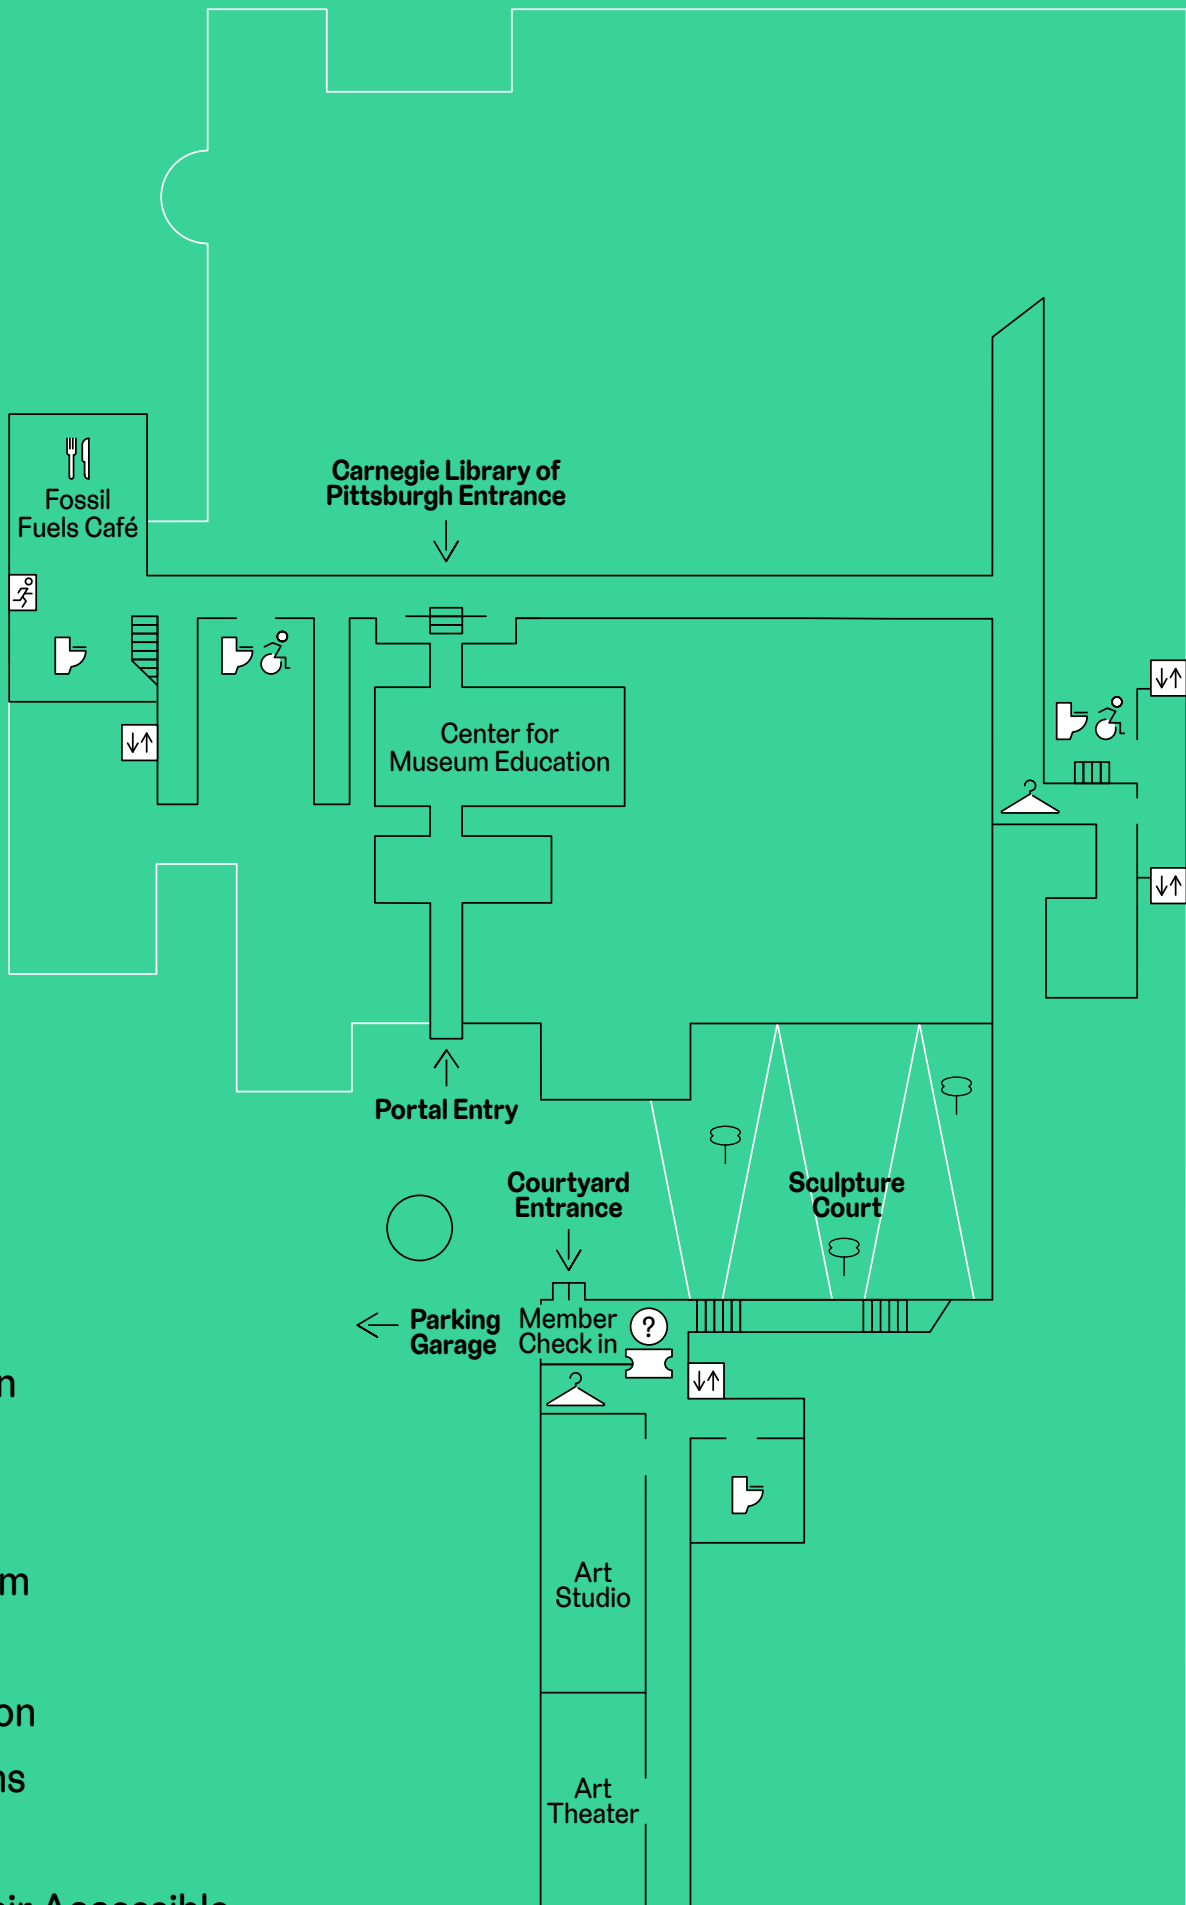 Carnegie Library of
Pittsburgh Entrance
Fossil
Fuels Café
Center for
Museum Education
Portal Entry
Courtyard
Entrance
Sculpture
Court
Parking
Garage
Member
Check in
?
Art
Studio
Art
Theater
Accessible